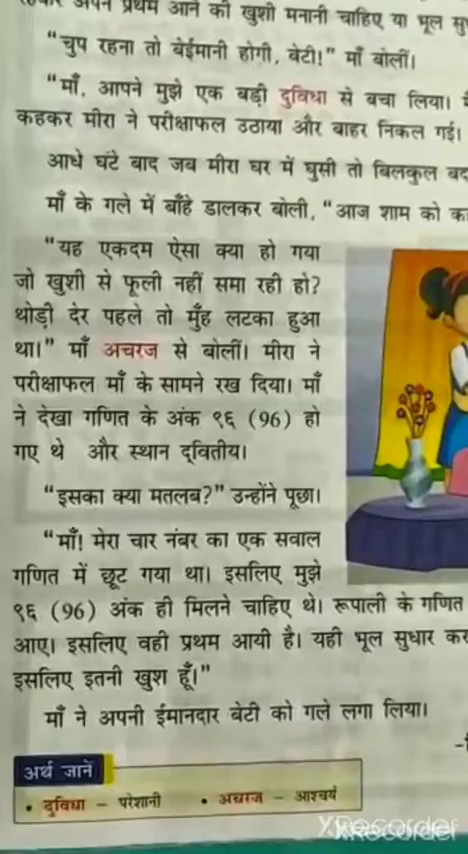 अपने प्रथम आने की खुशी मनानी चाहिए या भूल
“चुप रहना तो बेईमानी होगी, बेटी!” माँ बोलीं।
“माँ, आपने मुझे एक बड़ी दुविधा से बचा लिया।
कहकर मीरा ने परीक्षाफल उठाया और बाहर निकल गई।
आधे घंटे बाद जब मीरा घर में घुसी तो बिलकुल
माँ के गले में बाँहे डालकर बोली, “आज शाम को
“यह एकदम ऐसा क्या हो गया
जो खुशी से फूली नहीं समा रही हो?
थोड़ी देर पहले तो मुँह लटका हुआ
था।” माँ अचरज से बोलीं। मीरा ने
परीक्षाफल माँ के सामने रख दिया। माँ
ने देखा गणित के अंक ९६ (96) हो
गए थे और स्थान द्वितीय।
“इसका क्या मतलब?” उन्होंने पूछा।
“माँ! मेरा चार नंबर का एक सवाल
गणित में छूट गया था। इसलिए मुझे
९६ (96) अंक ही मिलने चाहिए थे। रूपाली के गणित
आए। इसलिए वही प्रथम आयी है। यही भूल सुधार कर
इसलिए इतनी खुश हूँ।”
माँ ने अपनी ईमानदार बेटी को गले लगा लिया।
अर्थ जानें
• दुविधा – परेशानी • अचरज – आश्चर्य
XRecorder